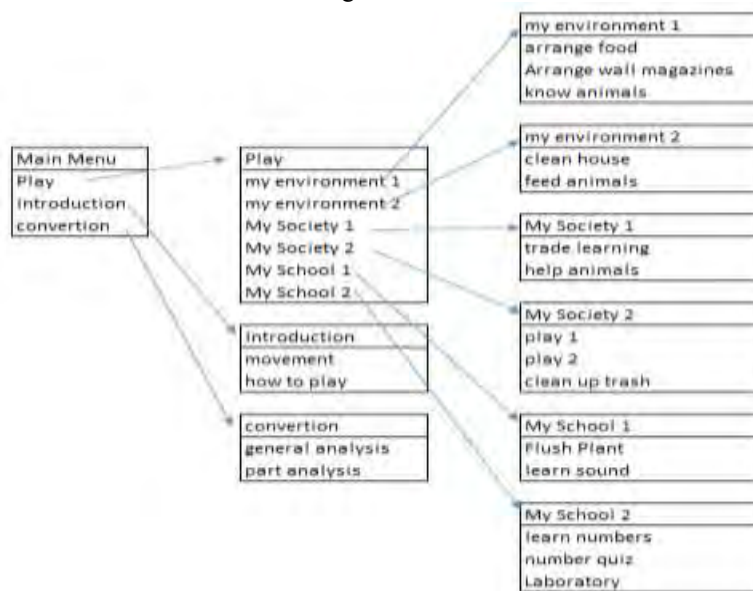 Main Menu
Play
introduction
convertion
Play
my environment 1
my environment 2
My Society 1
My Society 2
My School 1
My School 2
introduction
movement
how to play
convertion
general analysis
part analysis
my environment 1
arrange food
Arrange wall magazines
know animals
my environment 2
clean house
feed animals
My Society 1
trade learning
help animals
My Society 2
play 1
play 2
clean up trash
My School 1
Flush Plant
learn sound
My School 2
learn numbers
number quiz
Laboratory